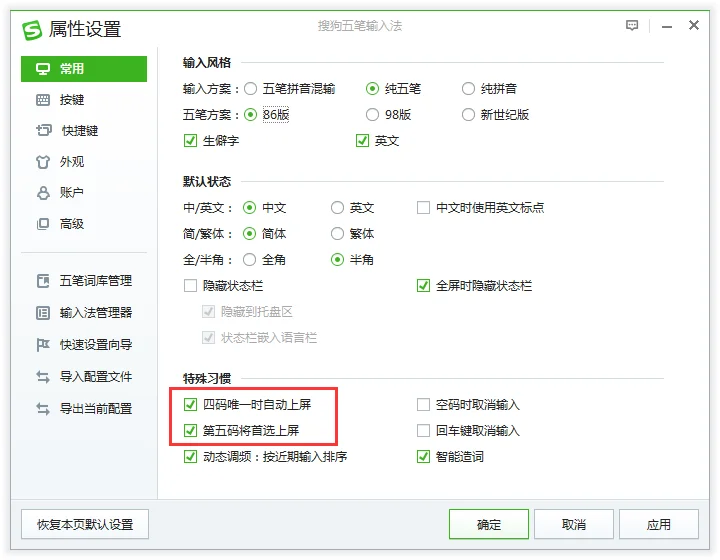 属性设置
搜狗五笔输入法
常用
按键
快捷键
外观
账户
高级
五笔词库管理
输入法管理器
快速设置向导
导入配置文件
导出当前配置
输入风格
输入方案： 五笔拼音混输 纯五笔 纯拼音
五笔方案： 86版 98版 新世纪版
生僻字 英文
默认状态
中/英文： 中文 英文 中文时使用英文标点
简/繁体： 简体 繁体
全/半角： 全角 半角
隐藏状态栏 全屏时隐藏状态栏
隐藏到托盘区
状态栏嵌入语言栏
特殊习惯
四码唯一时自动上屏 空码时取消输入
第五码将首选上屏 回车键取消输入
动态调频：按近期输入排序 智能造词
恢复本页默认设置 确定 取消 应用